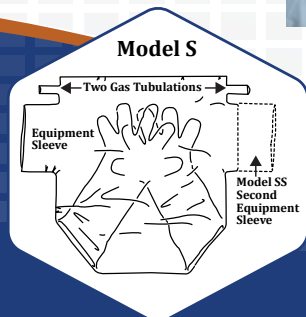 Model S
Two Gas Tubulations
Equipment
Sleeve
Model SS
Second
Equipment
Sleeve